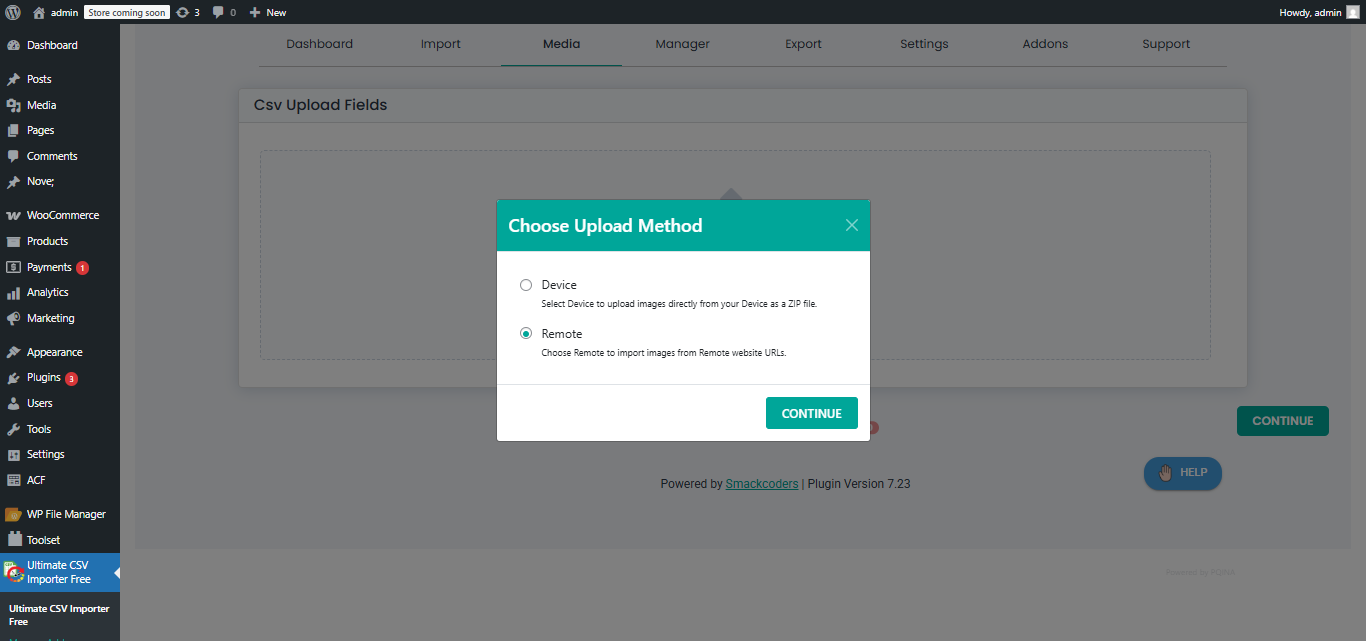 admin
Store coming soon
3
0
New
Howdy, admin
Dashboard
Posts
Media
Pages
Comments
Nove;
WooCommerce
Products
Payments 1
Analytics
Marketing
Appearance
Plugins 3
Users
Tools
Settings
ACF
WP File Manager
Toolset
Ultimate CSV
Importer Free
Ultimate CSV Importer
Free
Dashboard
Import
Media
Manager
Export
Settings
Addons
Support
Csv Upload Fields
Choose Upload Method
Device
Select Device to upload images directly from your Device as a ZIP file.
Remote
Choose Remote to import images from Remote website URLs.
CONTINUE
CONTINUE
HELP
Powered by Smackcoders | Plugin Version 7.23